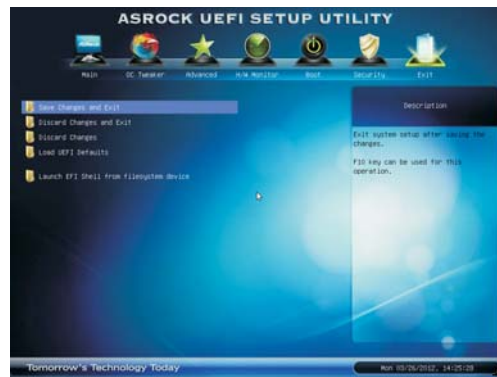 ASROCK UEFI SETUP UTILITY
Main
OC Tweaker
Advanced
H/W Monitor
Boot
Security
Exit
Save Changes and Exit
Discard Changes and Exit
Discard Changes
Load UEFI Defaults
Launch EFI Shell from filesystem device
Description
Exit system setup after saving the
changes.
F10 key can be used for this
operation.
Tomorrow's Technology Today
Mon 03/26/2012, 14:25:28